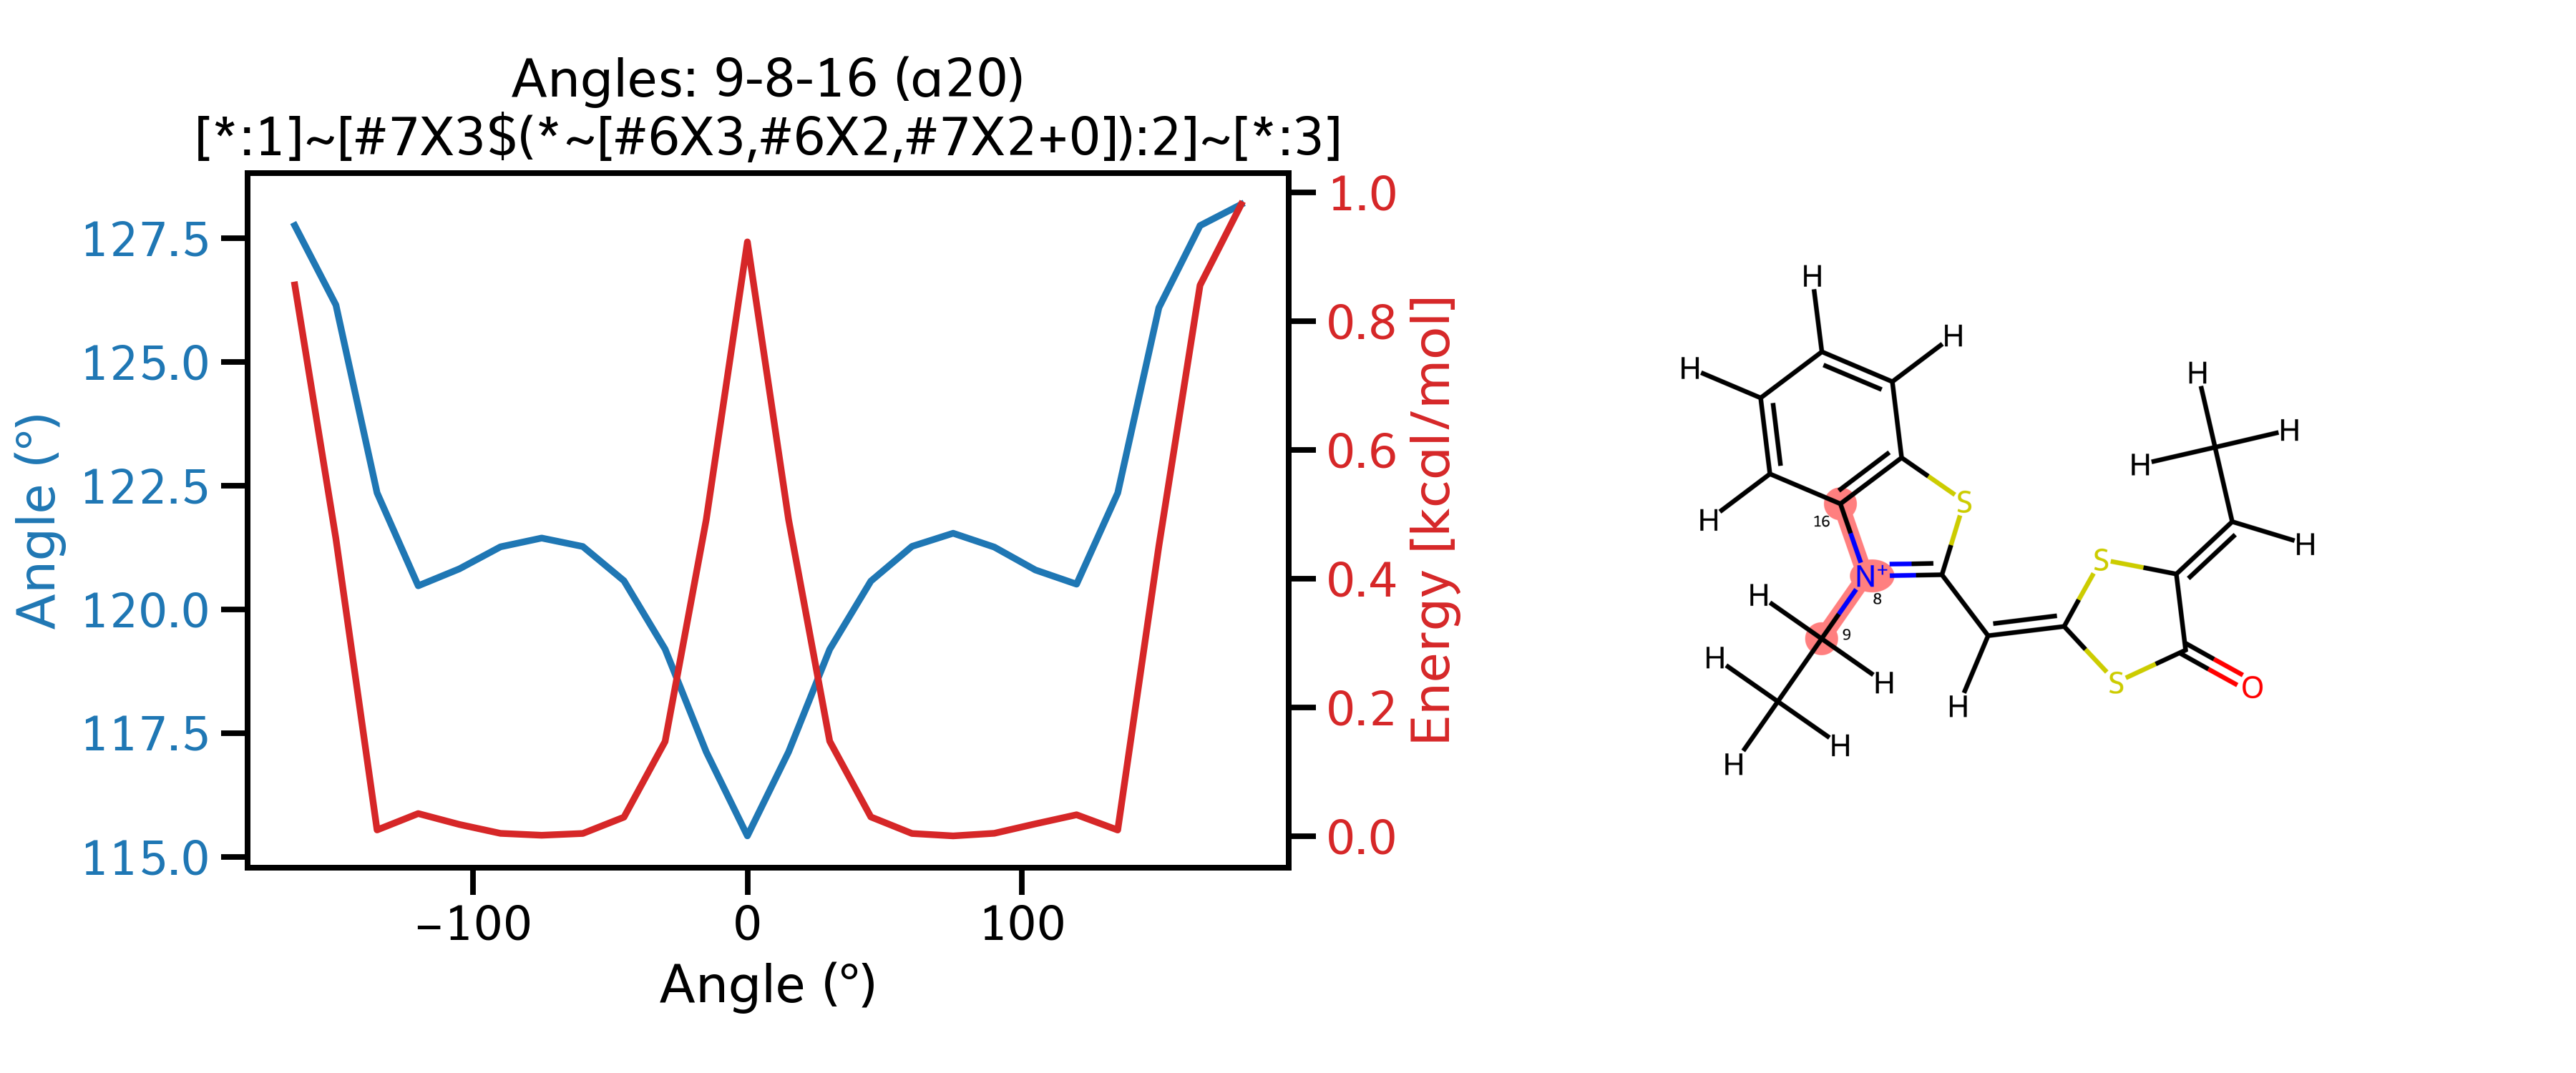 Angles: 9-8-16 (a20)
[*:1]~[#7X3$(*~[#6X3,#6X2,#7X2+0]):2]~[*:3]
Angle (°)
127.5
125.0
122.5
120.0
117.5
115.0
−100
0
100
Angle (°)
1.0
0.8
0.6
0.4
0.2
0.0
Energy [kcal/mol]
H
H
H
H
H
H
H
S
16
H
S
N+
8
H
9
H
H
H
S
O
H
H
H